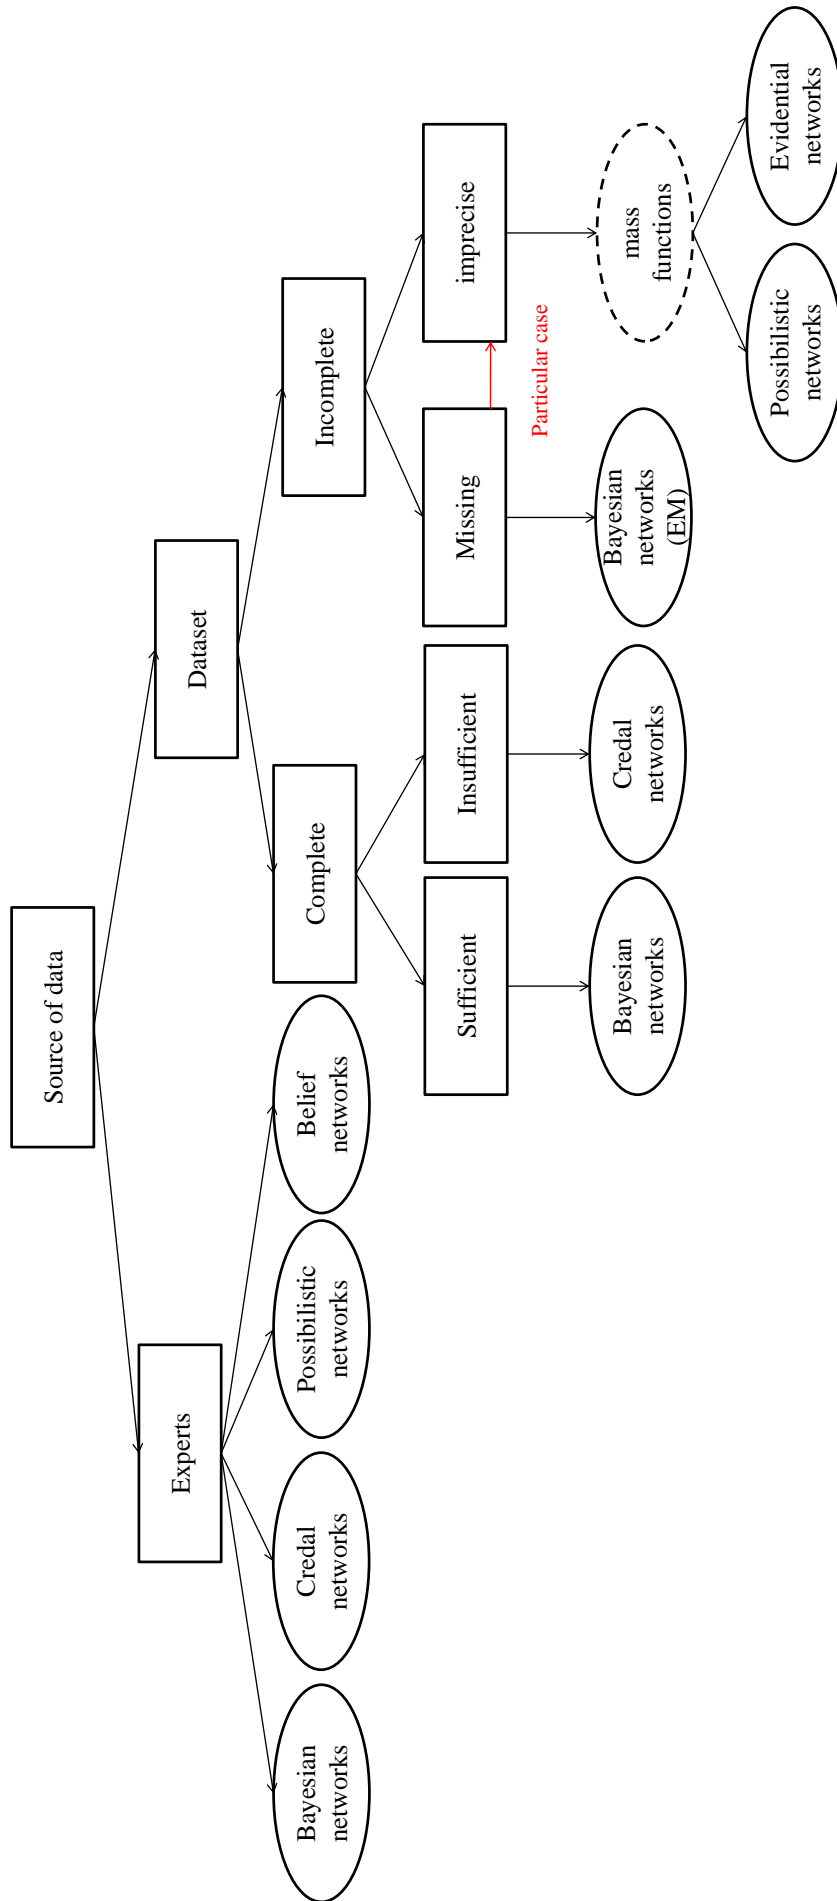 Source of data
Experts
Dataset
Bayesian
networks
Credal
networks
Possibilistic
networks
Belief
networks
Complete
Incomplete
Sufficient
Insufficient
Missing
imprecise
Particular case
Bayesian
networks
Credal
networks
Bayesian
networks
(EM)
mass
functions
Possibilistic
networks
Evidential
networks